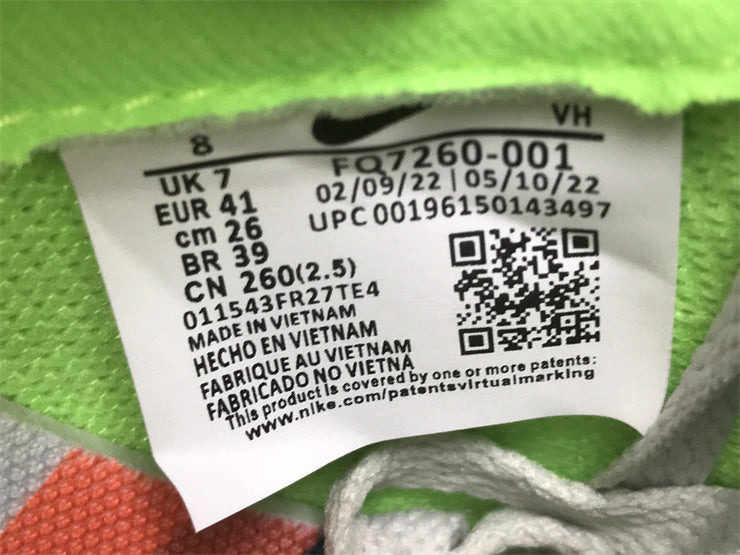 8
VH
UK 7
EUR 41
cm 26
BR 39
CN 260(2.5)
FQ7260-001
02/09/22 | 05/10/22
UPC 00196150143497
011543FR27TE4
MADE IN VIETNAM
HECHO EN VIETNAM
FABRIQUE AU VIETNAM
FABRICADO NO VIETNÃ
This product is covered by one or more patents:
www.nike.com/patentsvirtualmarking